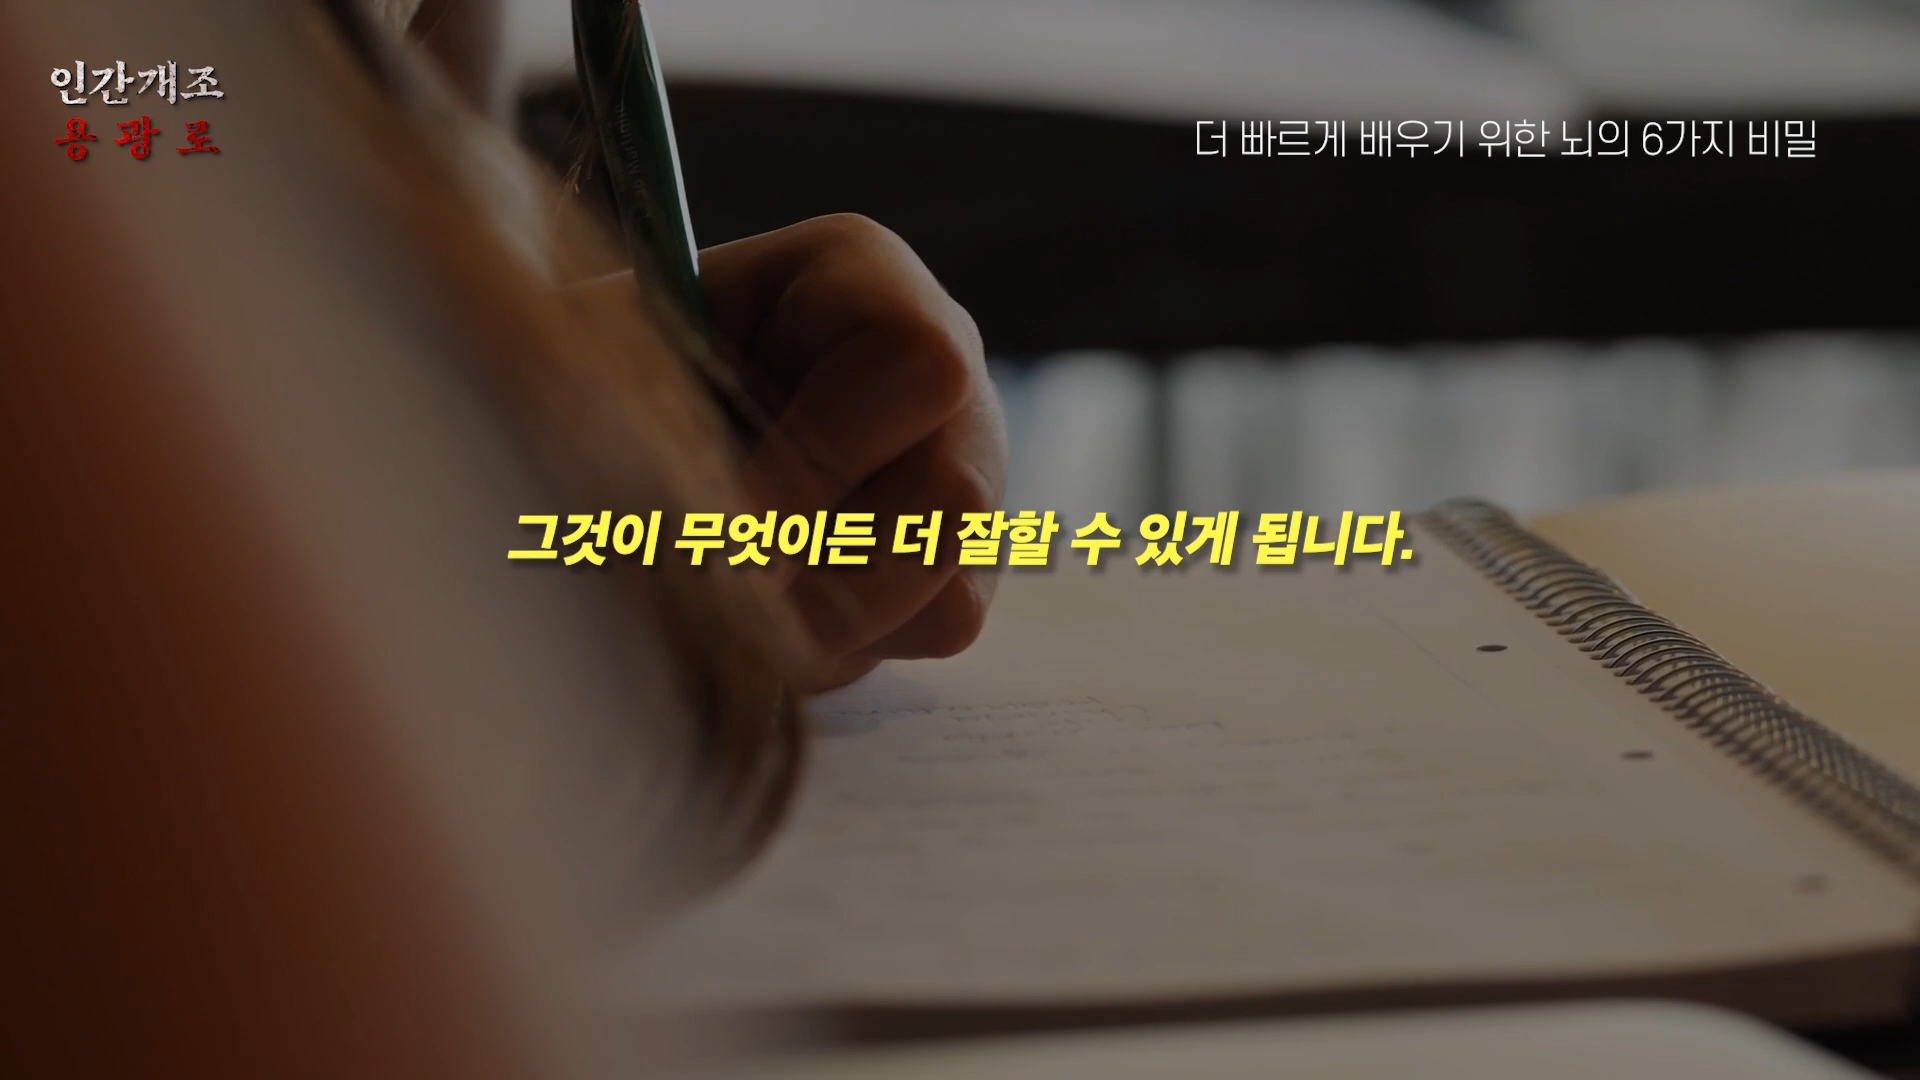 인간개조
용광로
더 빠르게 배우기 위한 뇌의 6가지 비밀
그것이 무엇이든 더 잘할 수 있게 됩니다.